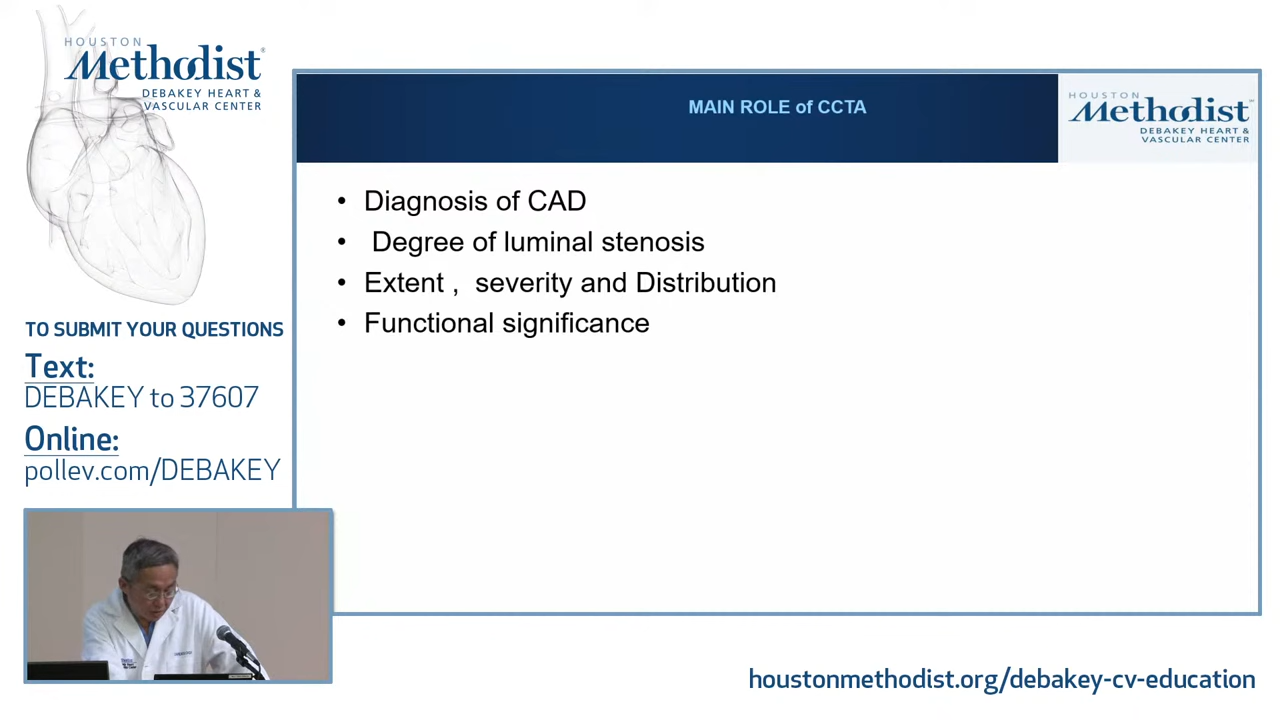 HOUSTON
Methodist
DEBAKEY HEART &
VASCULAR CENTER
TO SUBMIT YOUR QUESTIONS
Text:
DEBAKEY to 37607
Online:
pollev.com/DEBAKEY
MAIN ROLE of CCTA
HOUSTON
Methodist
DEBAKEY HEART &
VASCULAR CENTER
• Diagnosis of CAD
• Degree of luminal stenosis
• Extent , severity and Distribution
• Functional significance
houstonmethodist.org/debakey-cv-education